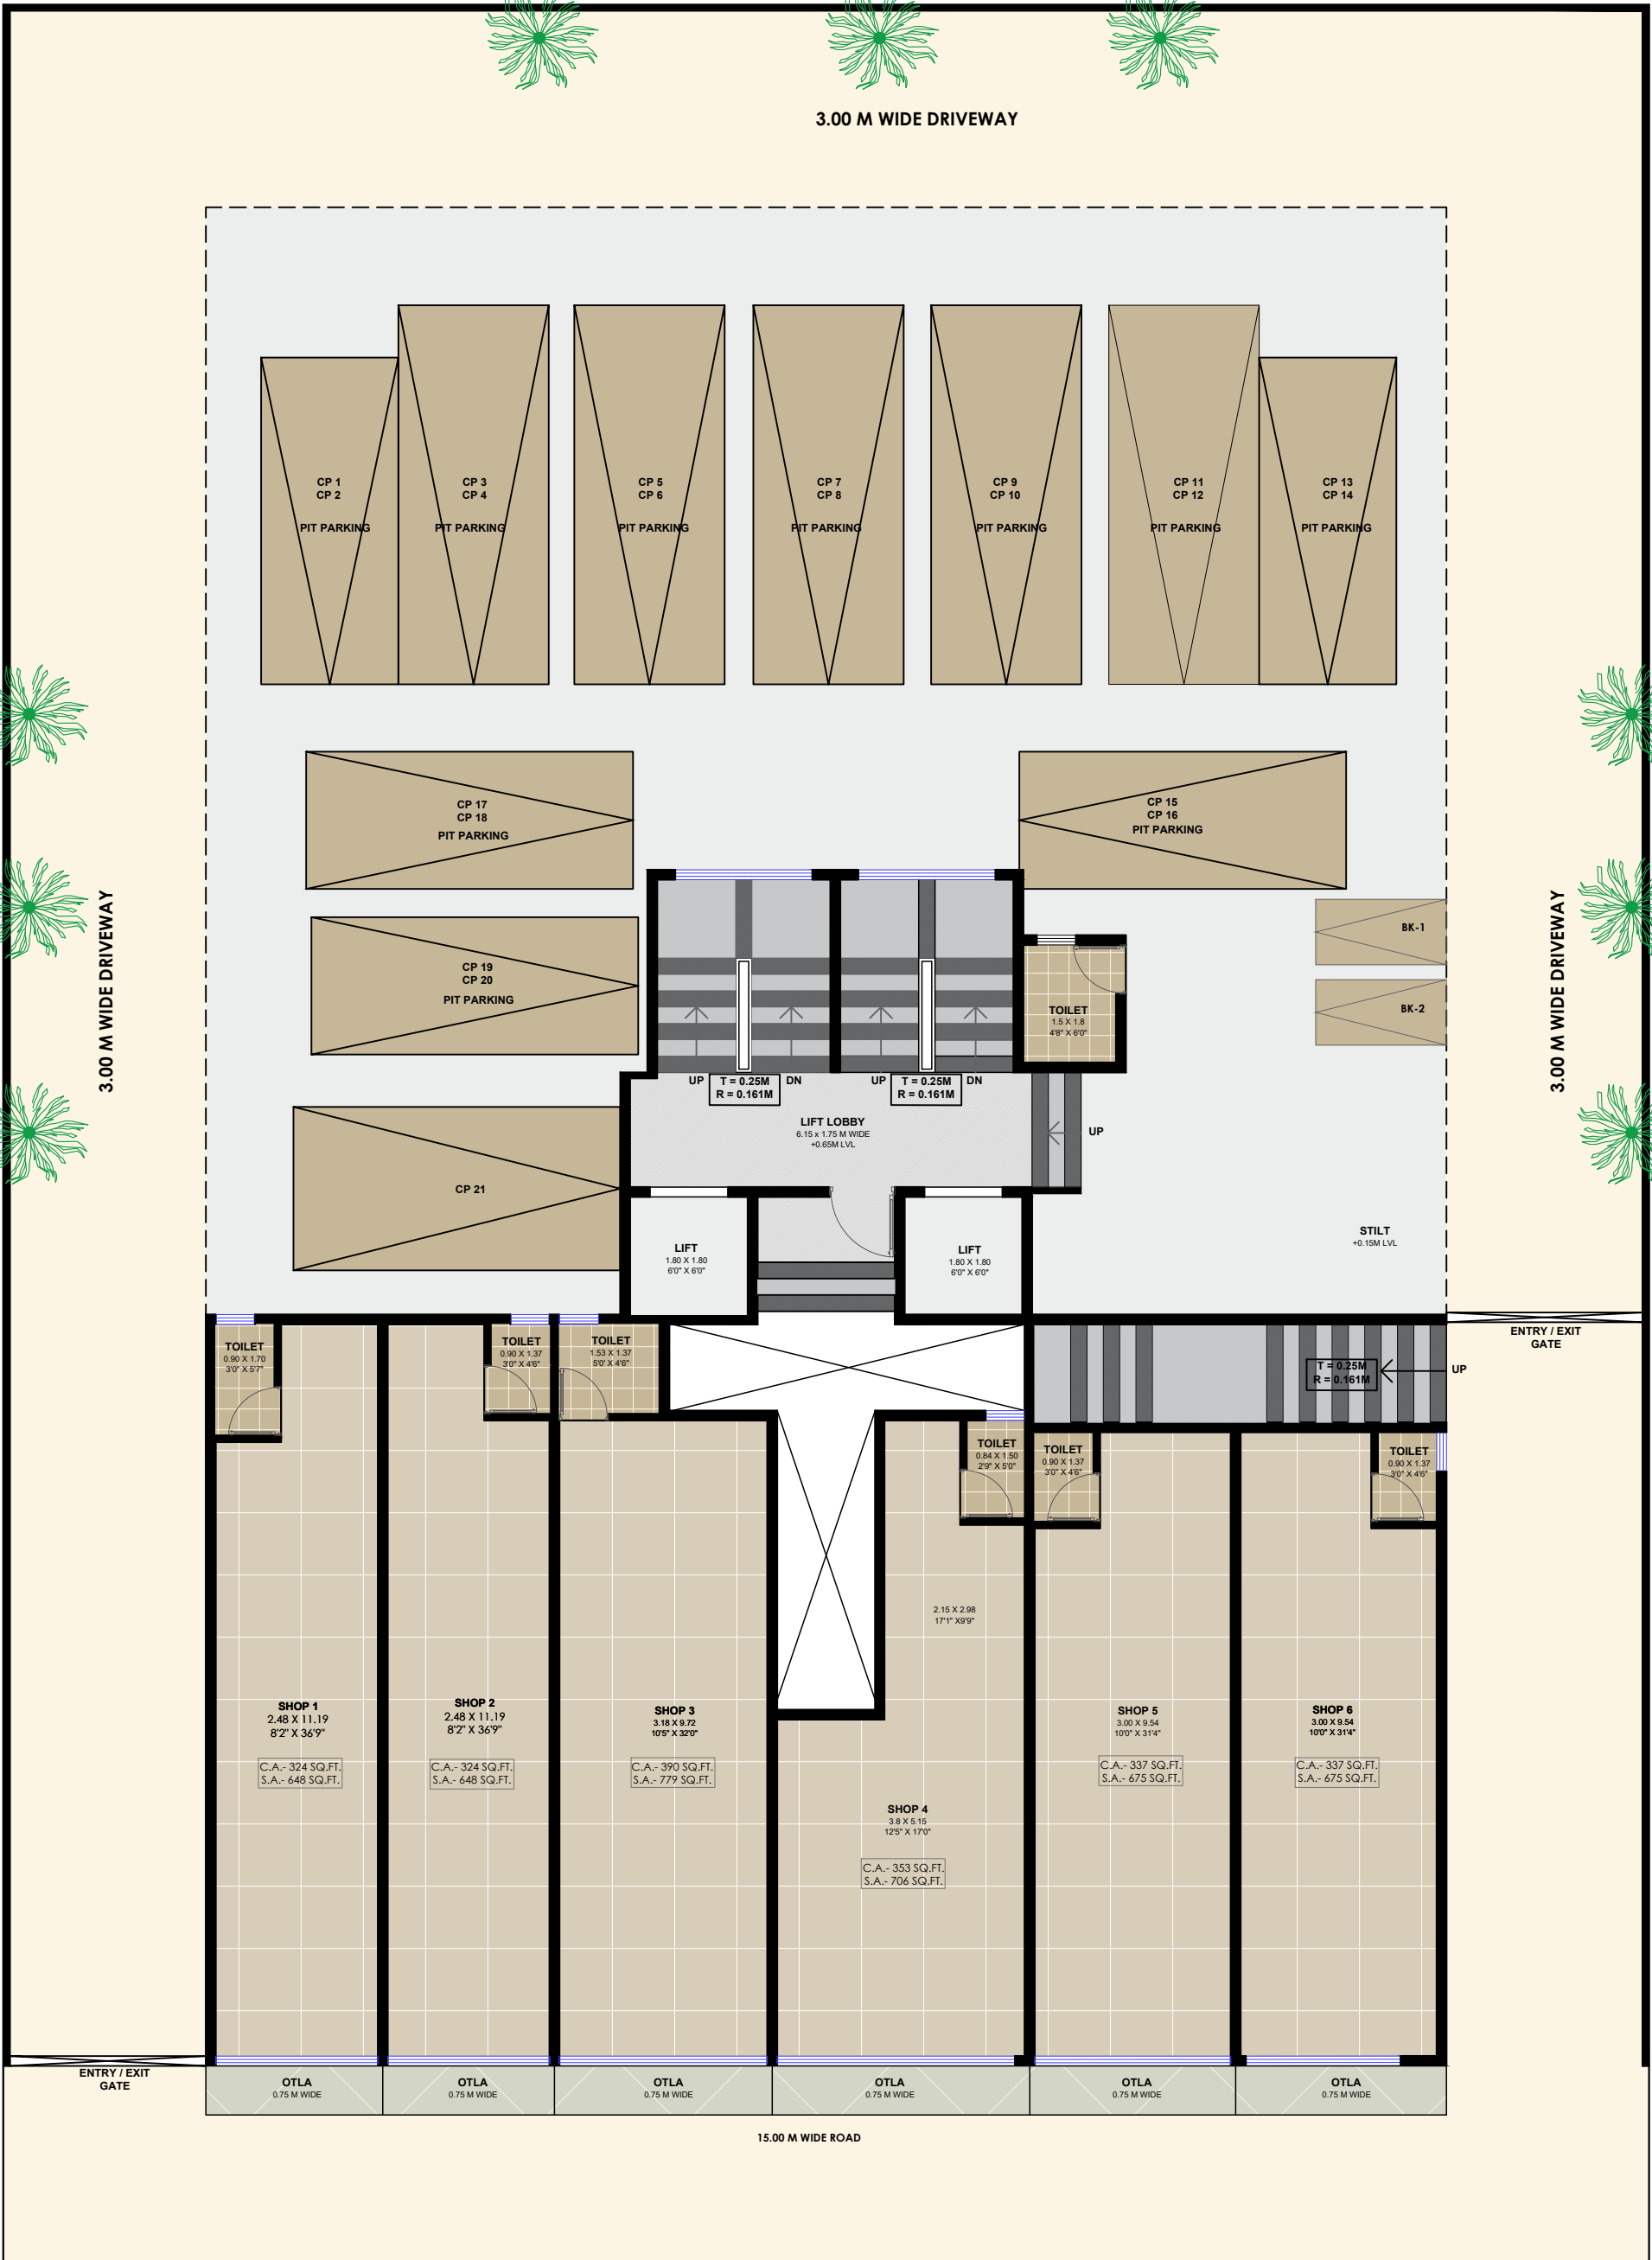 3.00 M WIDE DRIVEWAY
CP 1
CP 2
PIT PARKING
CP 3
CP 4
PIT PARKING
CP 5
CP 6
PIT PARKING
CP 7
CP 8
PIT PARKING
CP 9
CP 10
PIT PARKING
CP 11
CP 12
PIT PARKING
CP 13
CP 14
PIT PARKING
CP 17
CP 18
PIT PARKING
CP 15
CP 16
PIT PARKING
3.00 M WIDE DRIVEWAY
3.00 M WIDE DRIVEWAY
BK-1
BK-2
CP 19
CP 20
PIT PARKING
TOILET
1.5 X 1.8
4'8" X 6'0"
UP
T = 0.25M
R = 0.161M
DN
UP
T = 0.25M
R = 0.161M
DN
LIFT LOBBY
6.15 x 1.75 M WIDE
+0.65M LVL
UP
CP 21
STILT
+0.15M LVL
LIFT
1.80 X 1.80
6'0" X 6'0"
LIFT
1.80 X 1.80
6'0" X 6'0"
ENTRY / EXIT
GATE
TOILET
0.90 X 1.70
3'0" X 5'7"
TOILET
0.90 X 1.37
3'0" X 4'6"
TOILET
1.53 X 1.37
5'0' X 4'6"
T = 0.25M
R = 0.161M
UP
TOILET
0.84 X 1.50
2'9" X 5'0"
TOILET
0.90 X 1.37
3'0" X 4'6"
TOILET
0.90 X 1.37
3'0" X 4'6"
2.15 X 2.98
17'1" X9'9"
SHOP 1
2.48 X 11.19
8'2" X 36'9"
C.A.- 324 SQ.FT.
S.A.- 648 SQ.FT.
SHOP 2
2.48 X 11.19
8'2" X 36'9"
C.A.- 324 SQ.FT.
S.A.- 648 SQ.FT.
SHOP 3
3.18 X 9.72
10'5" X 32'0"
C.A.- 390 SQ.FT.
S.A.- 779 SQ.FT.
SHOP 4
3.8 X 5.15
12'5" X 17'0"
C.A.- 353 SQ.FT.
S.A.- 706 SQ.FT.
SHOP 5
3.00 X 9.54
10'0" X 31'4"
C.A.- 337 SQ.FT.
S.A.- 675 SQ.FT.
SHOP 6
3.00 X 9.54
10'0" X 31'4"
C.A.- 337 SQ.FT.
S.A.- 675 SQ.FT.
ENTRY / EXIT
GATE
OTLA
0.75 M WIDE
OTLA
0.75 M WIDE
OTLA
0.75 M WIDE
OTLA
0.75 M WIDE
OTLA
0.75 M WIDE
OTLA
0.75 M WIDE
15.00 M WIDE ROAD